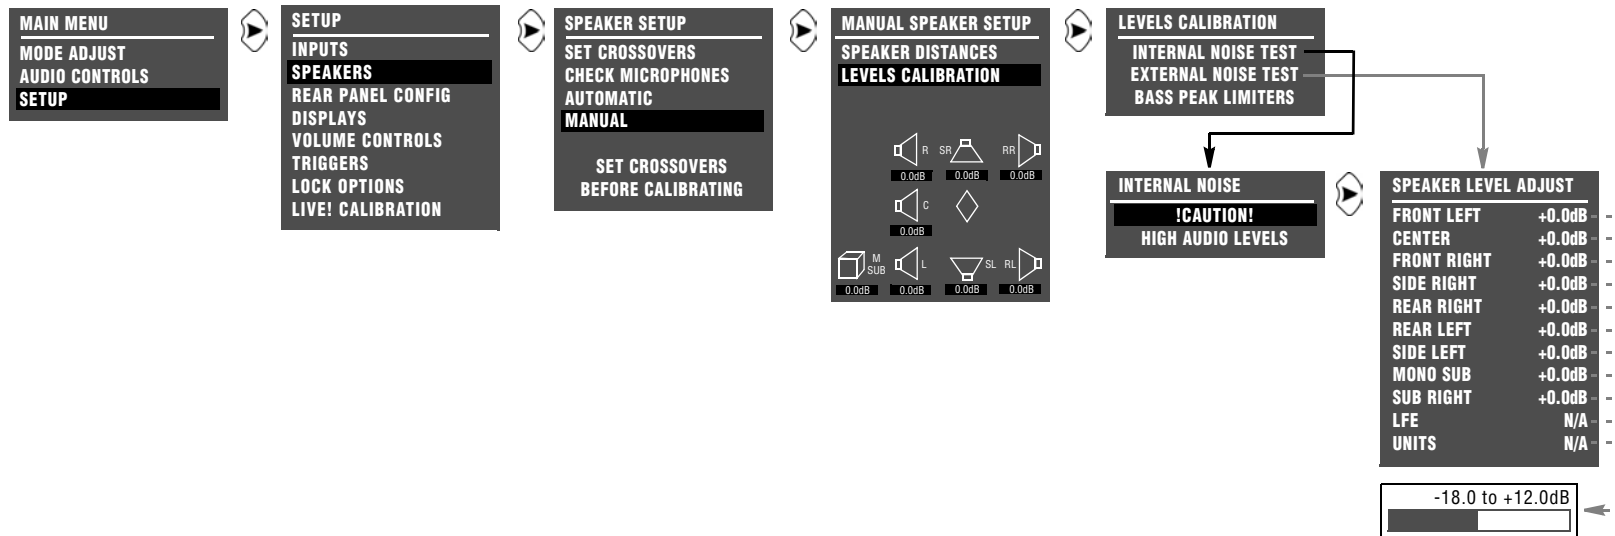 MAIN MENU
MODE ADJUST
AUDIO CONTROLS
SETUP
SETUP
INPUTS
SPEAKERS
REAR PANEL CONFIG
DISPLAYS
VOLUME CONTROLS
TRIGGERS
LOCK OPTIONS
LIVE! CALIBRATION
SPEAKER SETUP
SET CROSSOVERS
CHECK MICROPHONES
AUTOMATIC
MANUAL
SET CROSSOVERS
BEFORE CALIBRATING
MANUAL SPEAKER SETUP
SPEAKER DISTANCES
LEVELS CALIBRATION
R SR RR
0.0dB 0.0dB 0.0dB
C
0.0dB
M
SUB L SL RL
0.0dB 0.0dB 0.0dB 0.0dB
LEVELS CALIBRATION
INTERNAL NOISE TEST
EXTERNAL NOISE TEST
BASS PEAK LIMITERS
INTERNAL NOISE
!CAUTION!
HIGH AUDIO LEVELS
SPEAKER LEVEL ADJUST
FRONT LEFT +0.0dB
CENTER +0.0dB
FRONT RIGHT +0.0dB
SIDE RIGHT +0.0dB
REAR RIGHT +0.0dB
REAR LEFT +0.0dB
SIDE LEFT +0.0dB
MONO SUB +0.0dB
SUB RIGHT +0.0dB
LFE N/A
UNITS N/A
-18.0 to +12.0dB